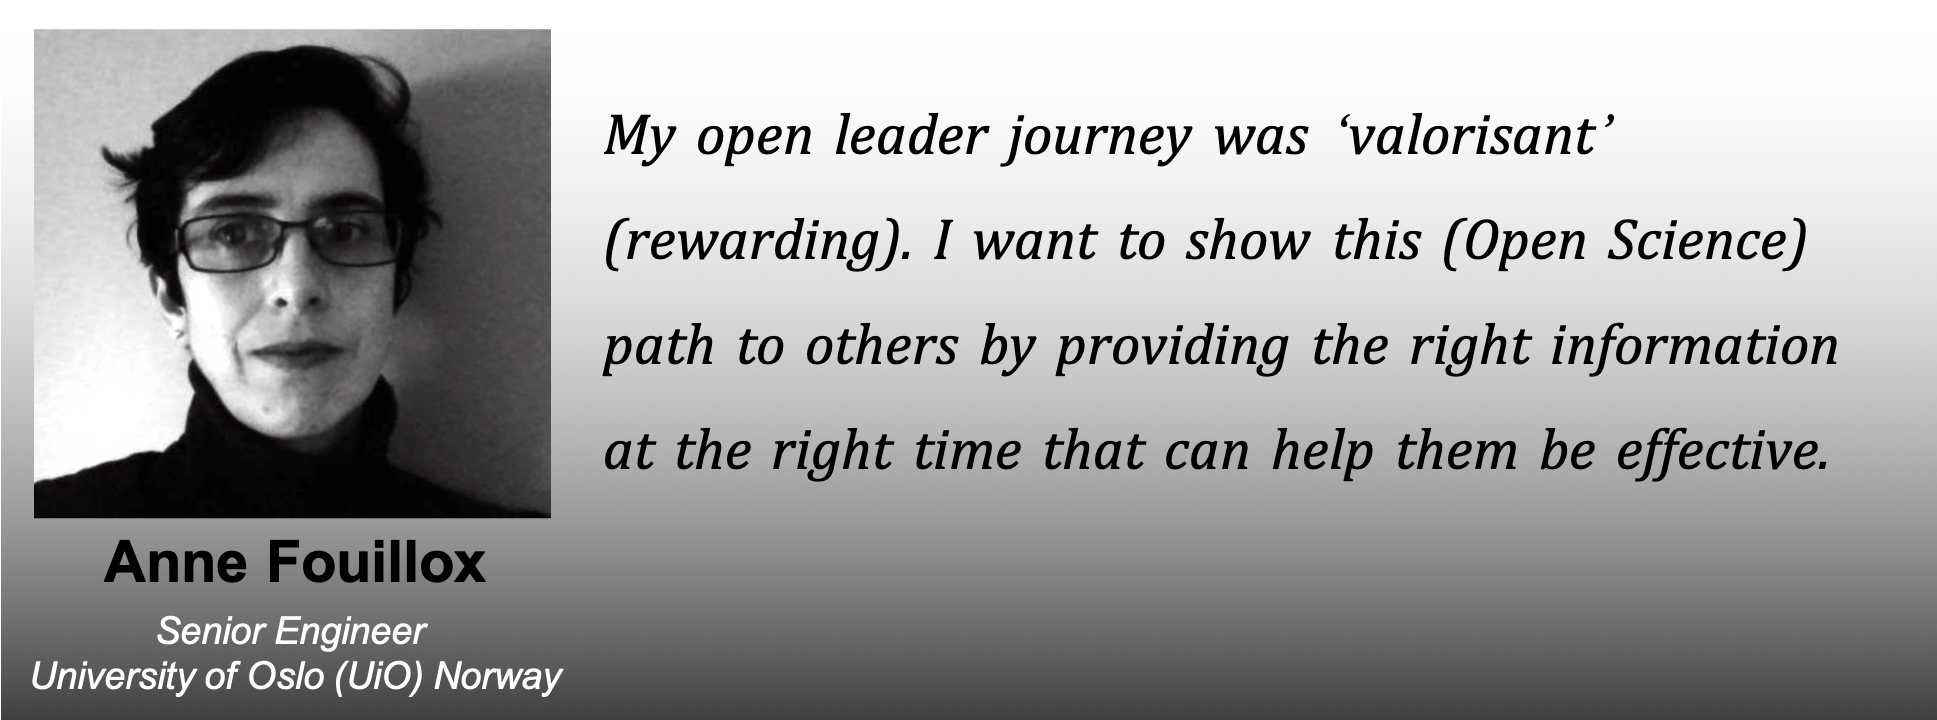 My open leader journey was ‘valorisant’
(rewarding). I want to show this (Open Science)
path to others by providing the right information
at the right time that can help them be effective.
Anne Fouillox
Senior Engineer
University of Oslo (UiO) Norway